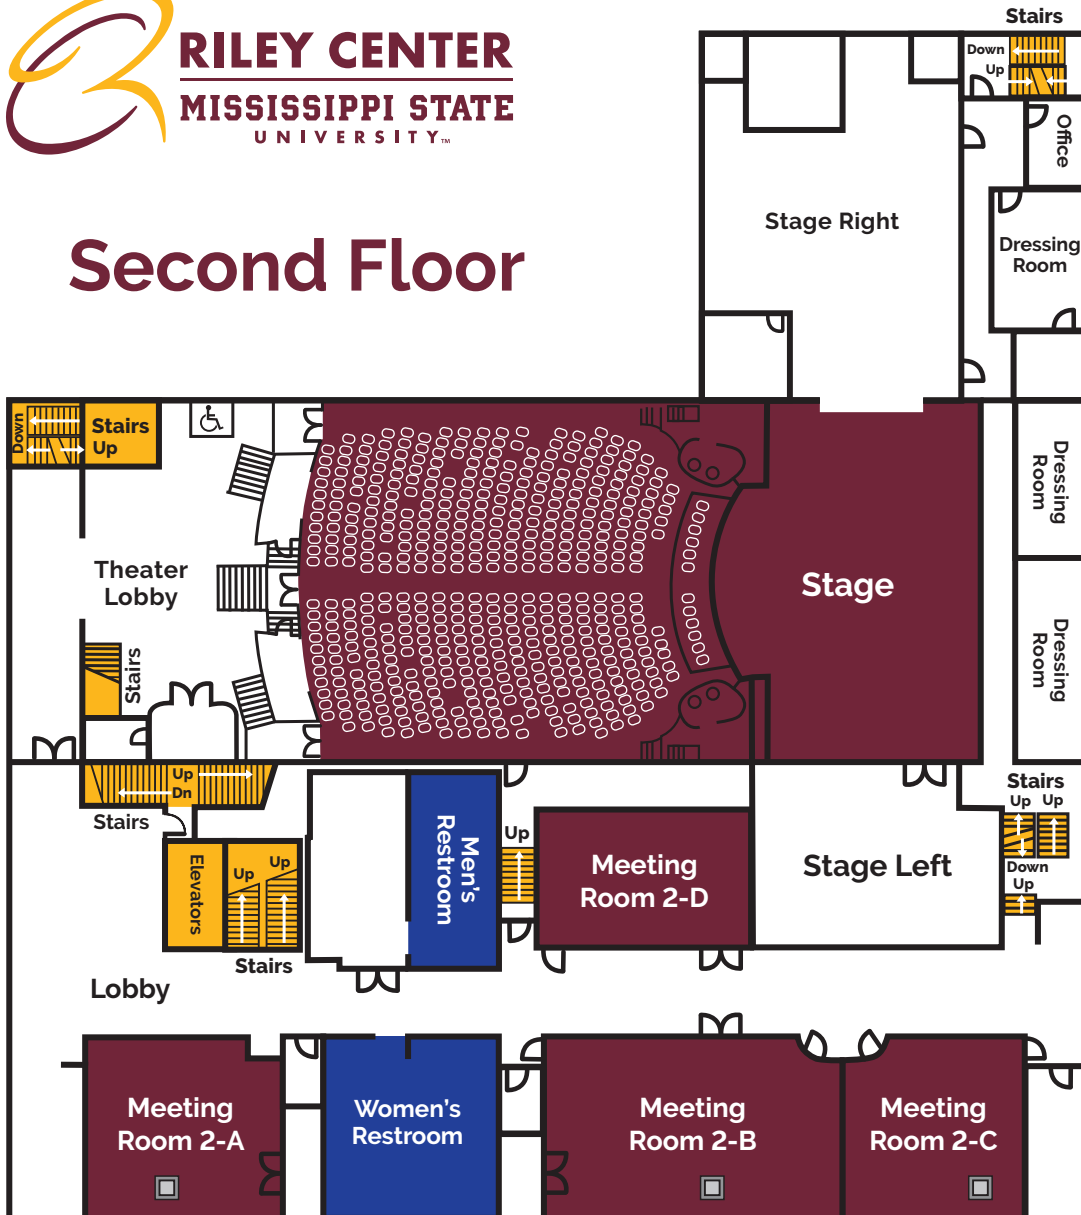 RILEY CENTER
MISSISSIPPI STATE
UNIVERSITY™
Second Floor
Stairs
Down
Up
Office
Stage Right
Dressing
Room
Down
Stairs
Up
Theater
Lobby
Stairs
Stage
Dressing
Room
Dressing
Room
Up
Dn
Stairs
Elevators
Up
Up
Stairs
Men's
Restroom
Up
Meeting
Room 2-D
Stage Left
Stairs
Up
Up
Down
Up
Lobby
Meeting
Room 2-A
Women's
Restroom
Meeting
Room 2-B
Meeting
Room 2-C